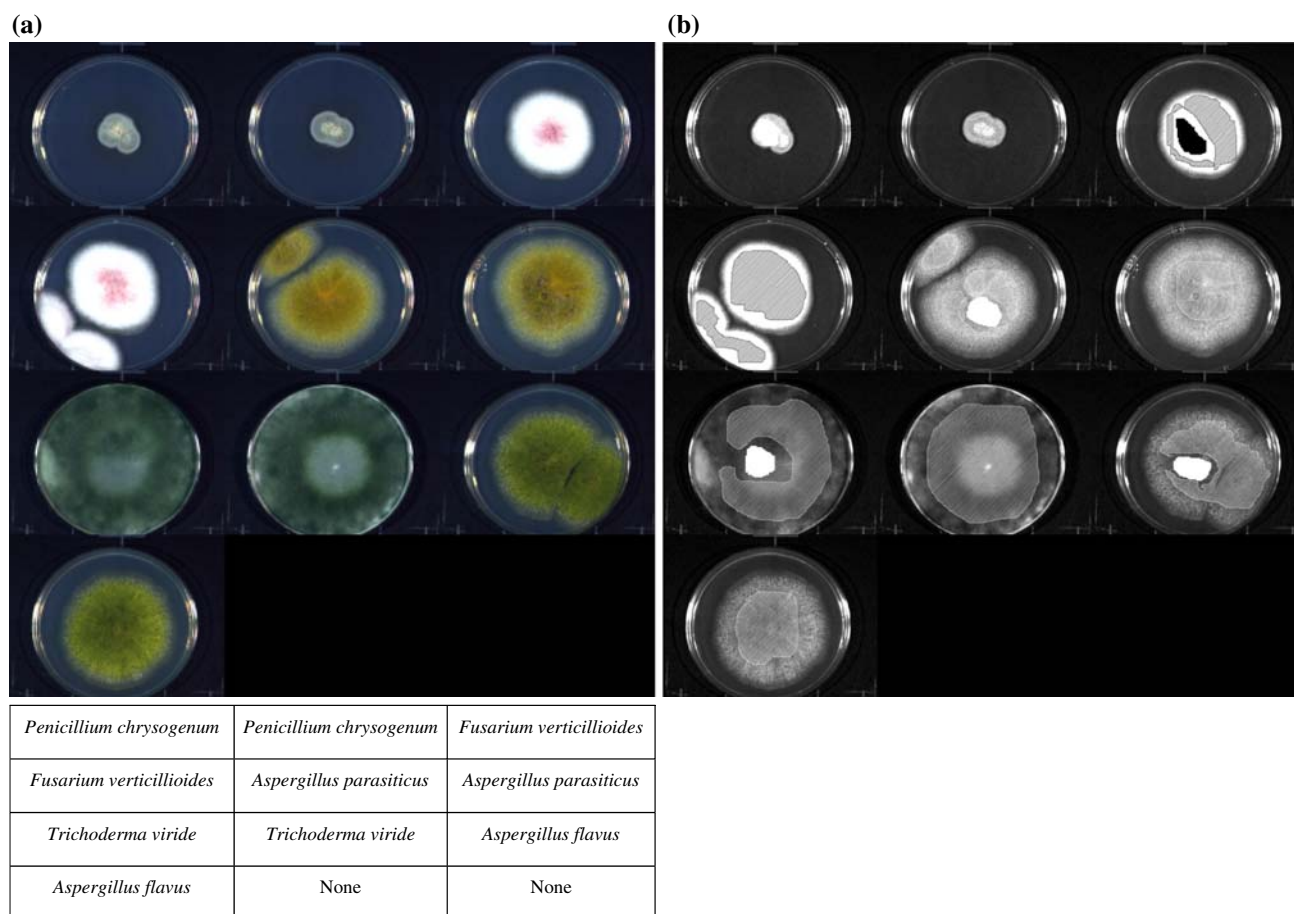 (a) (b)
Penicillium chrysogenum Penicillium chrysogenum Fusarium verticillioides
Fusarium verticillioides Aspergillus parasiticus Aspergillus parasiticus
Trichoderma viride Trichoderma viride Aspergillus flavus
Aspergillus flavus None None